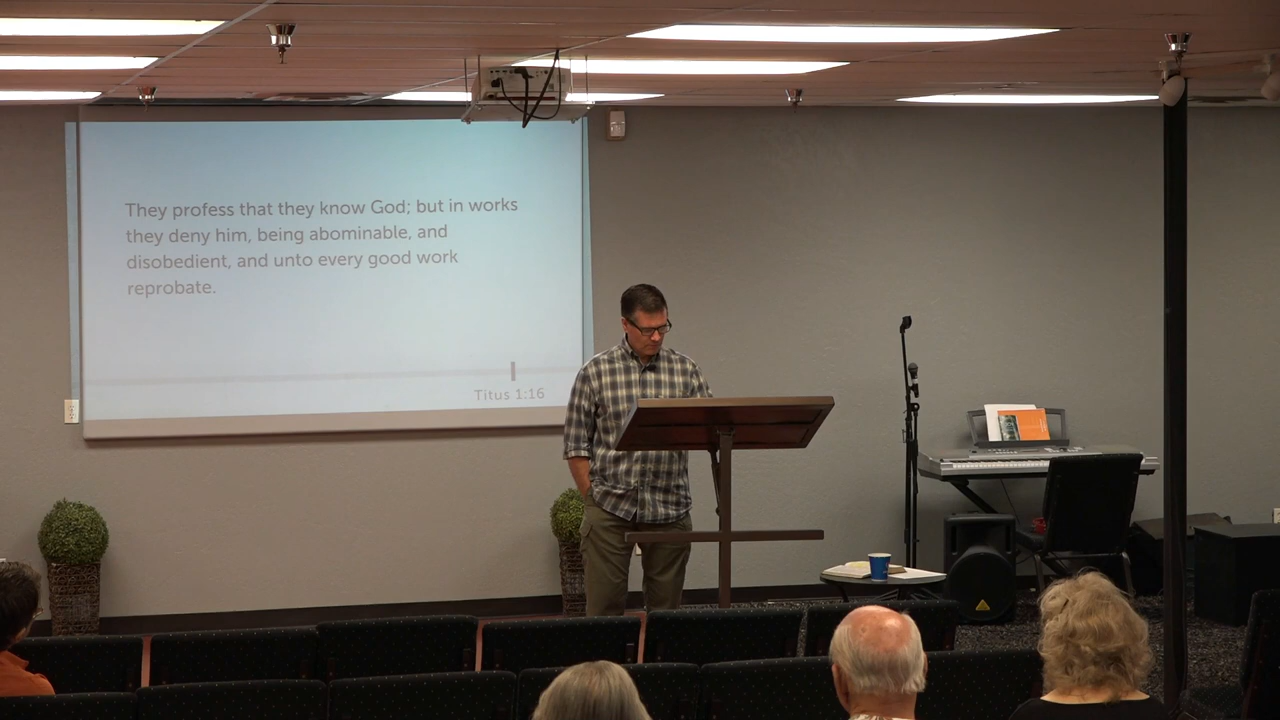 They profess that they know God; but in works
they deny him, being abominable, and
disobedient, and unto every good work
reprobate.
Titus 1:16